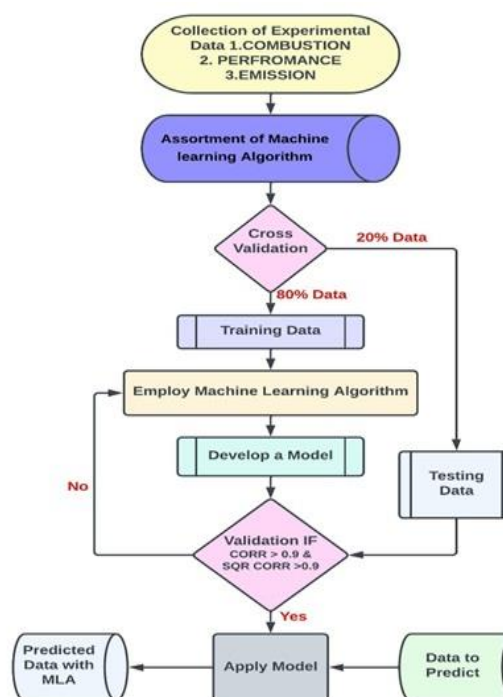 Collection of Experimental
Data 1.COMBUSTION
2. PERFROMANCE
3.EMISSION
Assortment of Machine
learning Algorithm
Cross
Validation
20% Data
80% Data
Training Data
Employ Machine Learning Algorithm
Develop a Model
No
Testing
Data
Validation IF
CORR > 0.9 &
SQR CORR >0.9
Yes
Predicted
Data with
MLA
Apply Model
Data to
Predict